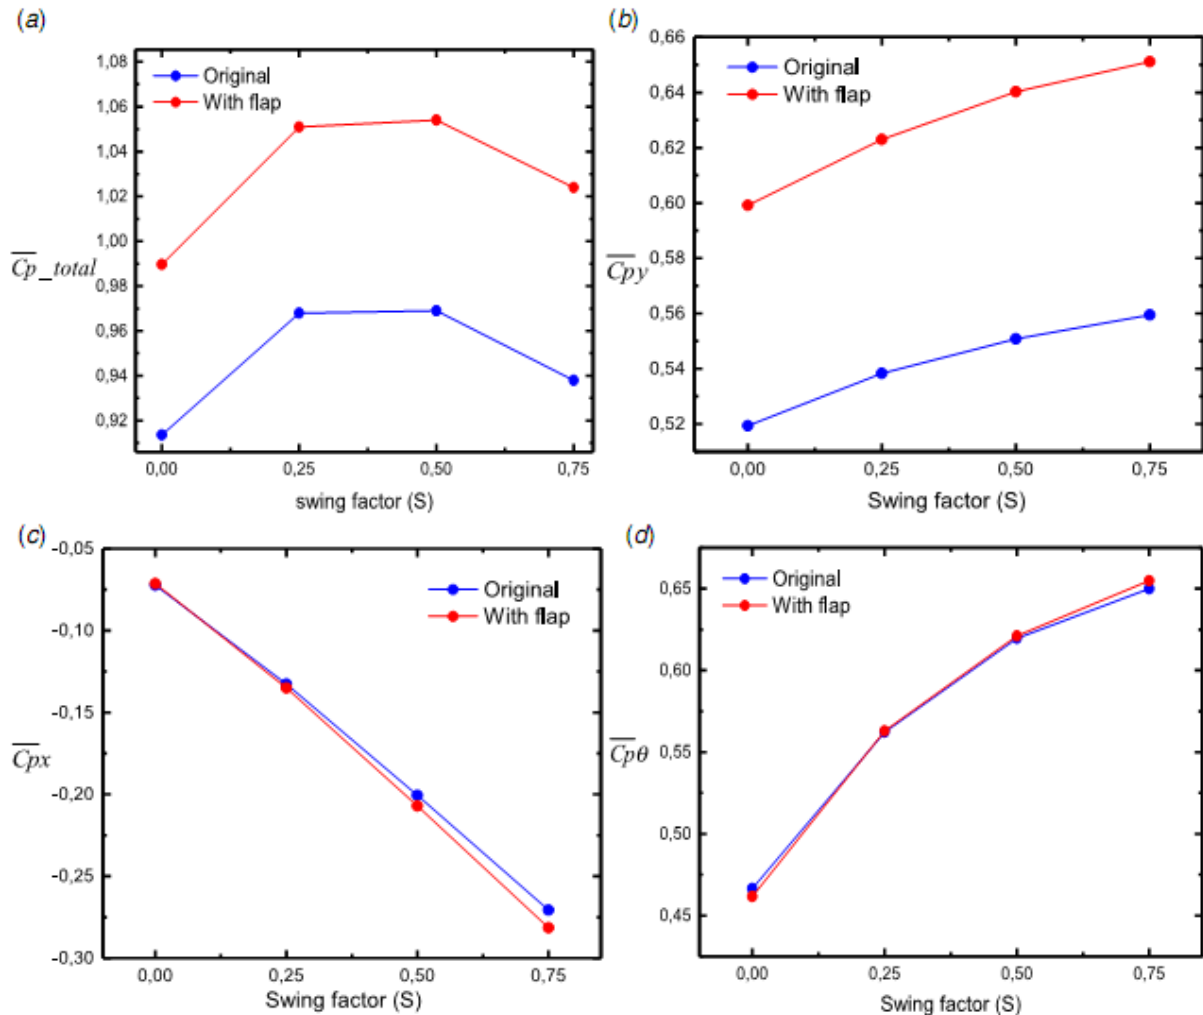 (a)
Original
With flap
1,08
1,06
1,04
1,02
1,00
0,98
0,96
0,94
0,92
Cp_total
0,00 0,25 0,50 0,75
swing factor (S)
(b)
Original
With flap
0,66
0,64
0,62
0,60
0,58
0,56
0,54
0,52
Cpy
0,00 0,25 0,50 0,75
Swing factor (S)
(c)
Original
With flap
-0,05
-0,10
-0,15
-0,20
-0,25
-0,30
Cpx
0,00 0,25 0,50 0,75
Swing factor (S)
(d)
Original
With flap
0,65
0,60
0,55
0,50
0,45
Cpθ
0,00 0,25 0,50 0,75
Swing factor (S)